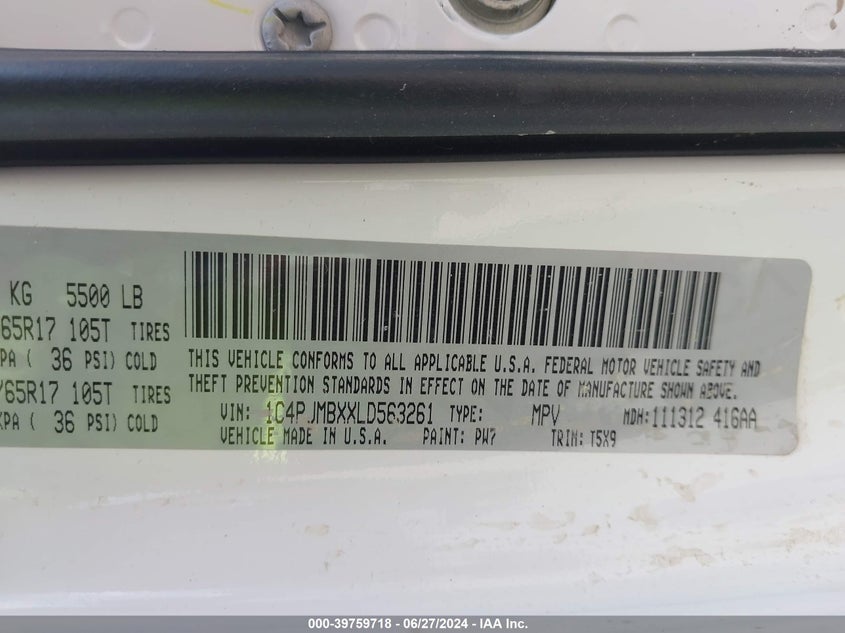 KG 5500 LB
65R17 105T TIRES
PA ( 36 PSI) COLD
/65R17 105T TIRES
KPA ( 36 PSI) COLD
THIS VEHICLE CONFORMS TO ALL APPLICABLE U.S.A. FEDERAL MOTOR VEHICLE SAFETY AND
THEFT PREVENTION STANDARDS IN EFFECT ON THE DATE OF MANUFACTURE SHOWN ABOVE.
VIN: 1C4PJMBXXLD563261 TYPE: MPV MDH:111312 416AA
VEHICLE MADE IN U.S.A. PAINT: PW7 TRIM: T5X9
000-39759718 - 06/27/2024 - IAA Inc.